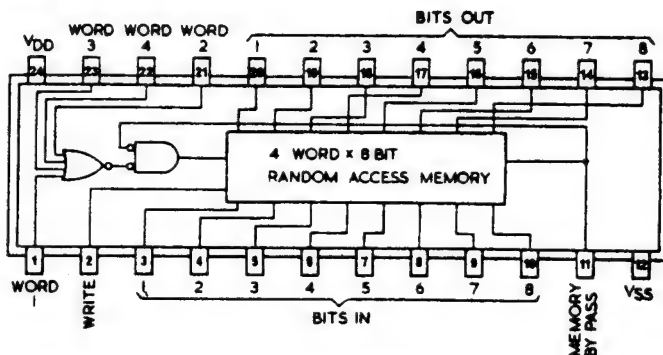 BITS OUT
WORD WORD WORD
VDD 3 4 2 1 2 3 4 5 6 7 8
24 23 22 21 20 19 18 17 16 15 14 13
4 WORD × 8 BIT
RANDOM ACCESS MEMORY
1 2 3 4 5 6 7 8 9 10 11 12
WORD
1
WRITE
1 2 3 4 5 6 7 8
BITS IN
MEMORY
BY PASS
VSS